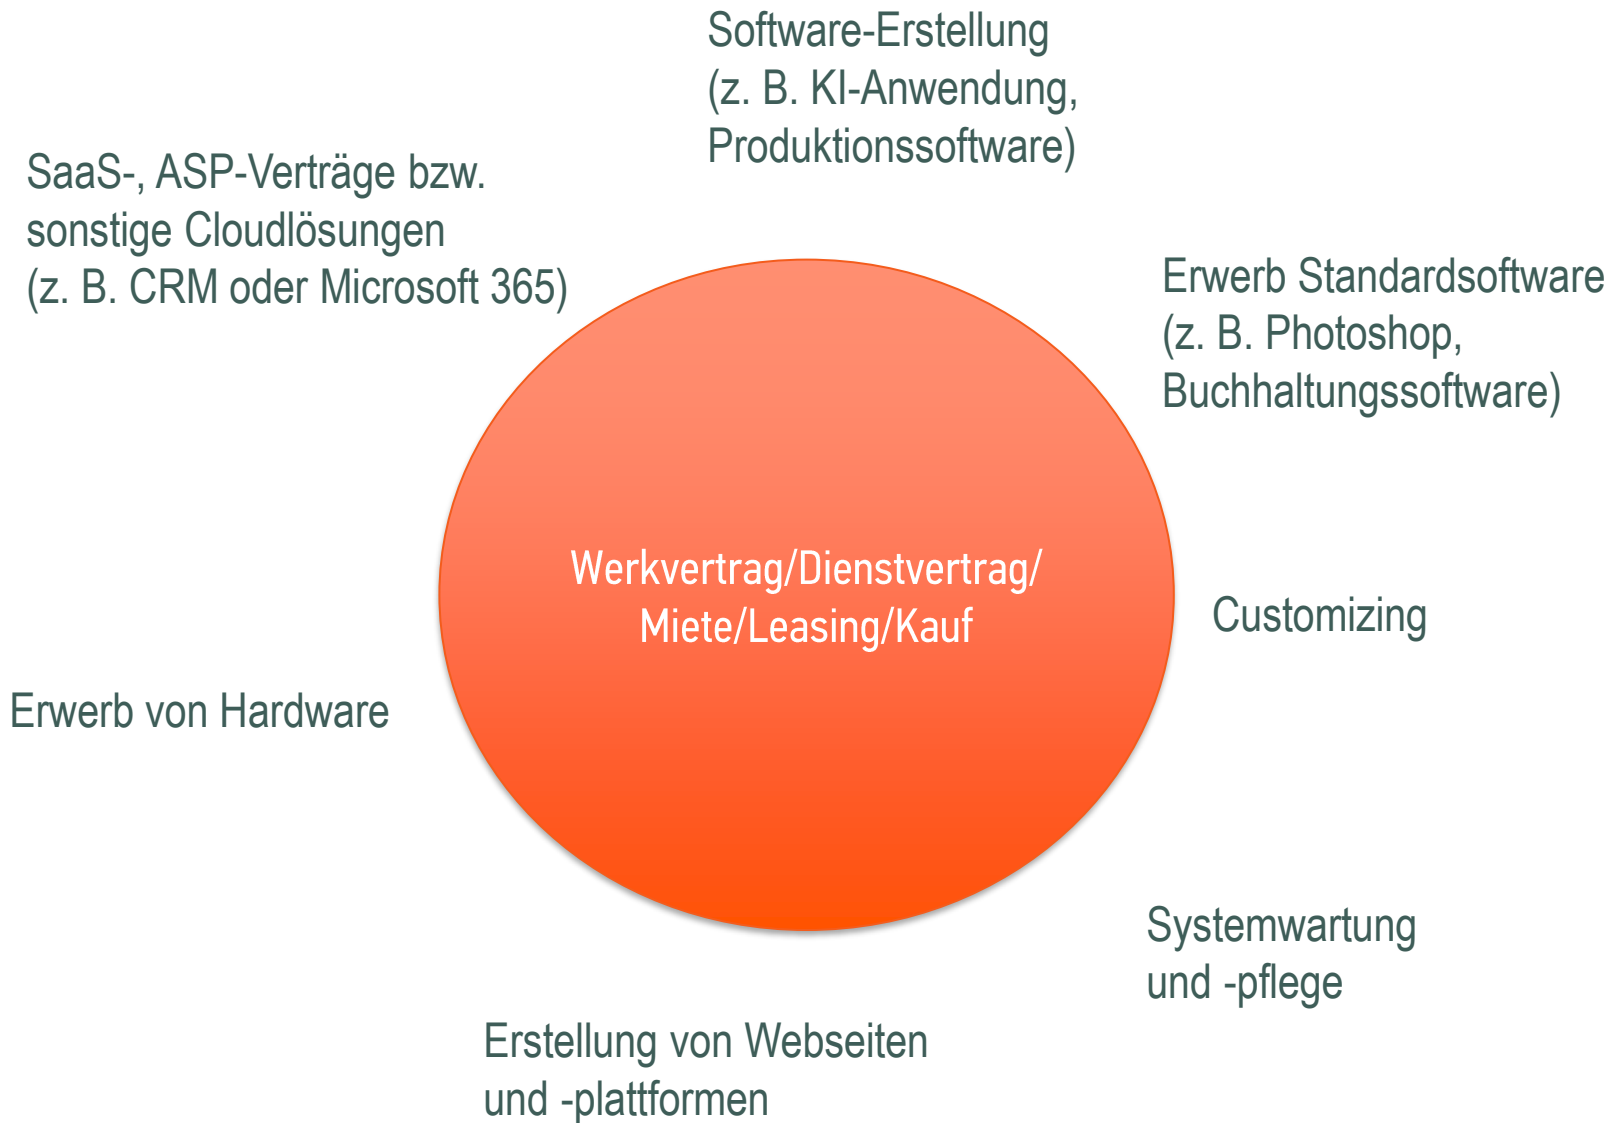 Software-Erstellung
(z. B. KI-Anwendung,
Produktionssoftware)
SaaS-, ASP-Verträge bzw.
sonstige Cloudlösungen
(z. B. CRM oder Microsoft 365)
Erwerb Standardsoftware
(z. B. Photoshop,
Buchhaltungssoftware)
Werkvertrag/Dienstvertrag/
Miete/Leasing/Kauf
Customizing
Erwerb von Hardware
Systemwartung
und -pflege
Erstellung von Webseiten
und -plattformen